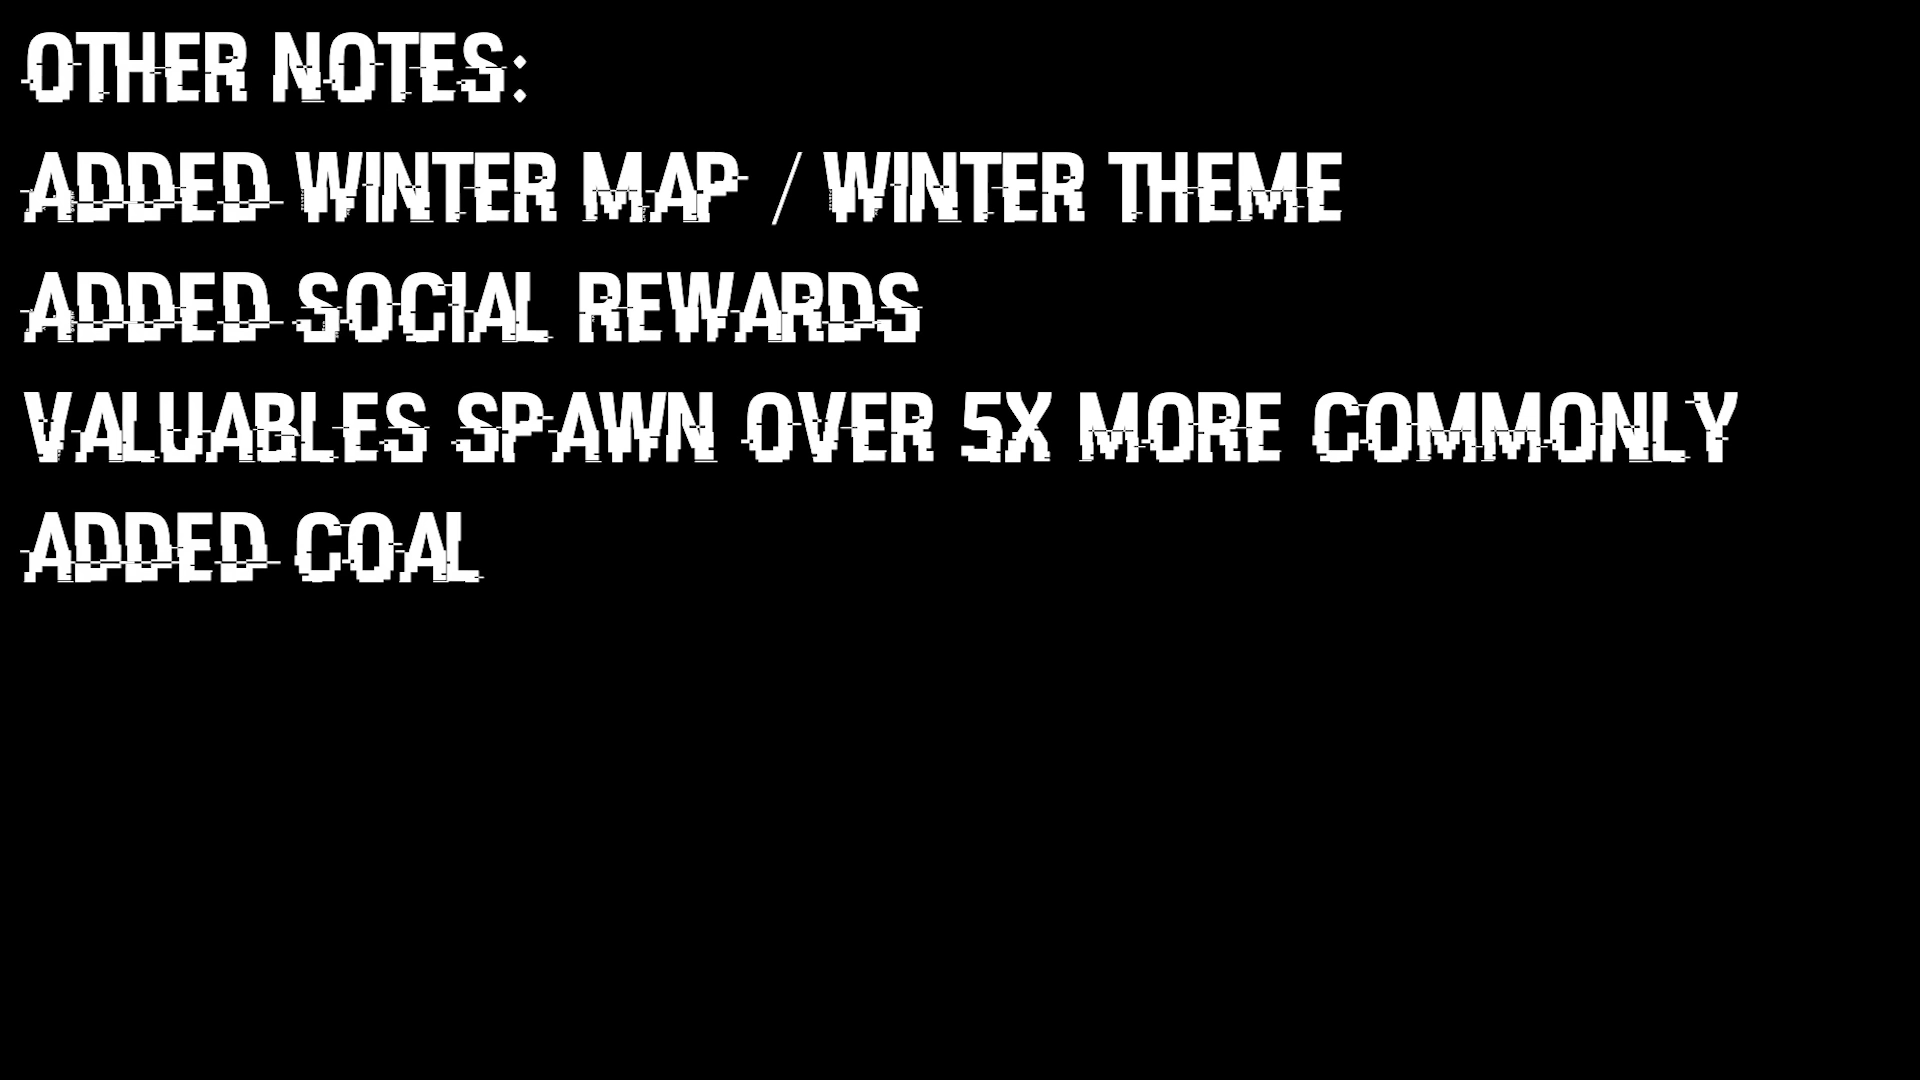 OTHER NOTES:
ADDED WINTER MAP / WINTER THEME
ADDED SOCIAL REWARDS
VALUABLES SPAWN OVER 5X MORE COMMONLY
ADDED COAL